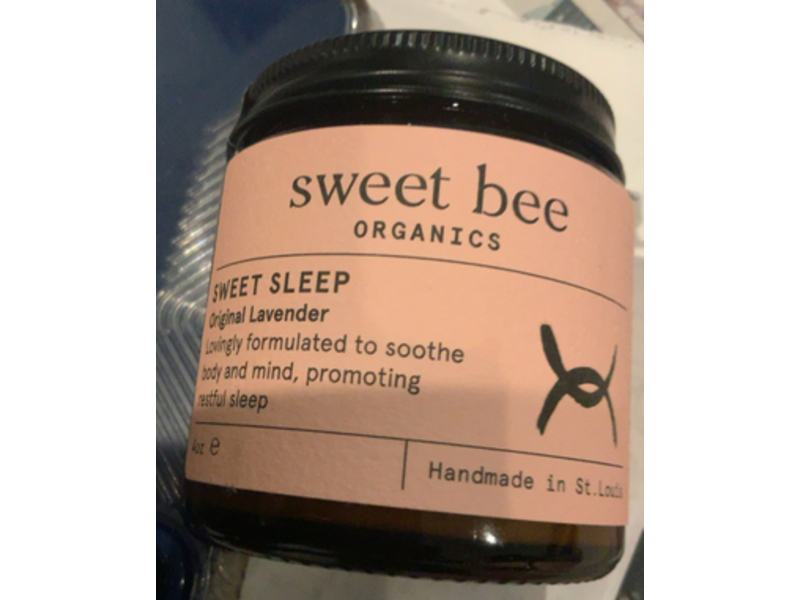 sweet bee
ORGANICS
SWEET SLEEP
Original Lavender
Lovingly formulated to soothe
body and mind, promoting
restful sleep
4oz e
Handmade in St.Louis